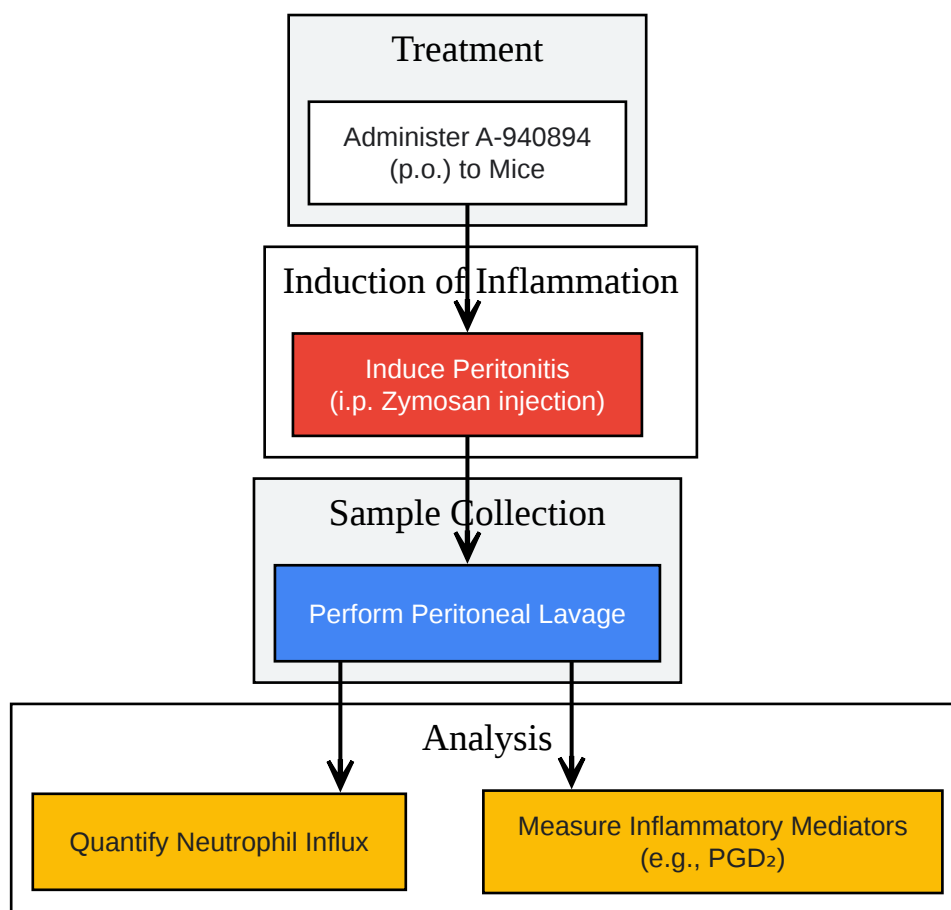 Treatment
Administer A-940894
(p.o.) to Mice
Induction of Inflammation
Induce Peritonitis
(i.p. Zymosan injection)
Sample Collection
Perform Peritoneal Lavage
Analysis
Quantify Neutrophil Influx
Measure Inflammatory Mediators
(e.g., PGD₂)